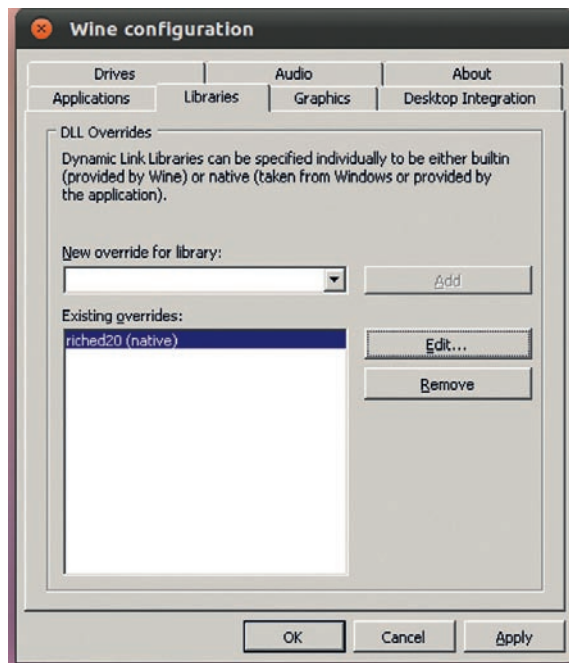 Wine configuration
Drives Audio About
Applications Libraries Graphics Desktop Integration
DLL Overrides
Dynamic Link Libraries can be specified individually to be either builtin
(provided by Wine) or native (taken from Windows or provided by
the application).
New override for library:
Add
Existing overrides:
riched20 (native)
Edit...
Remove
OK Cancel Apply